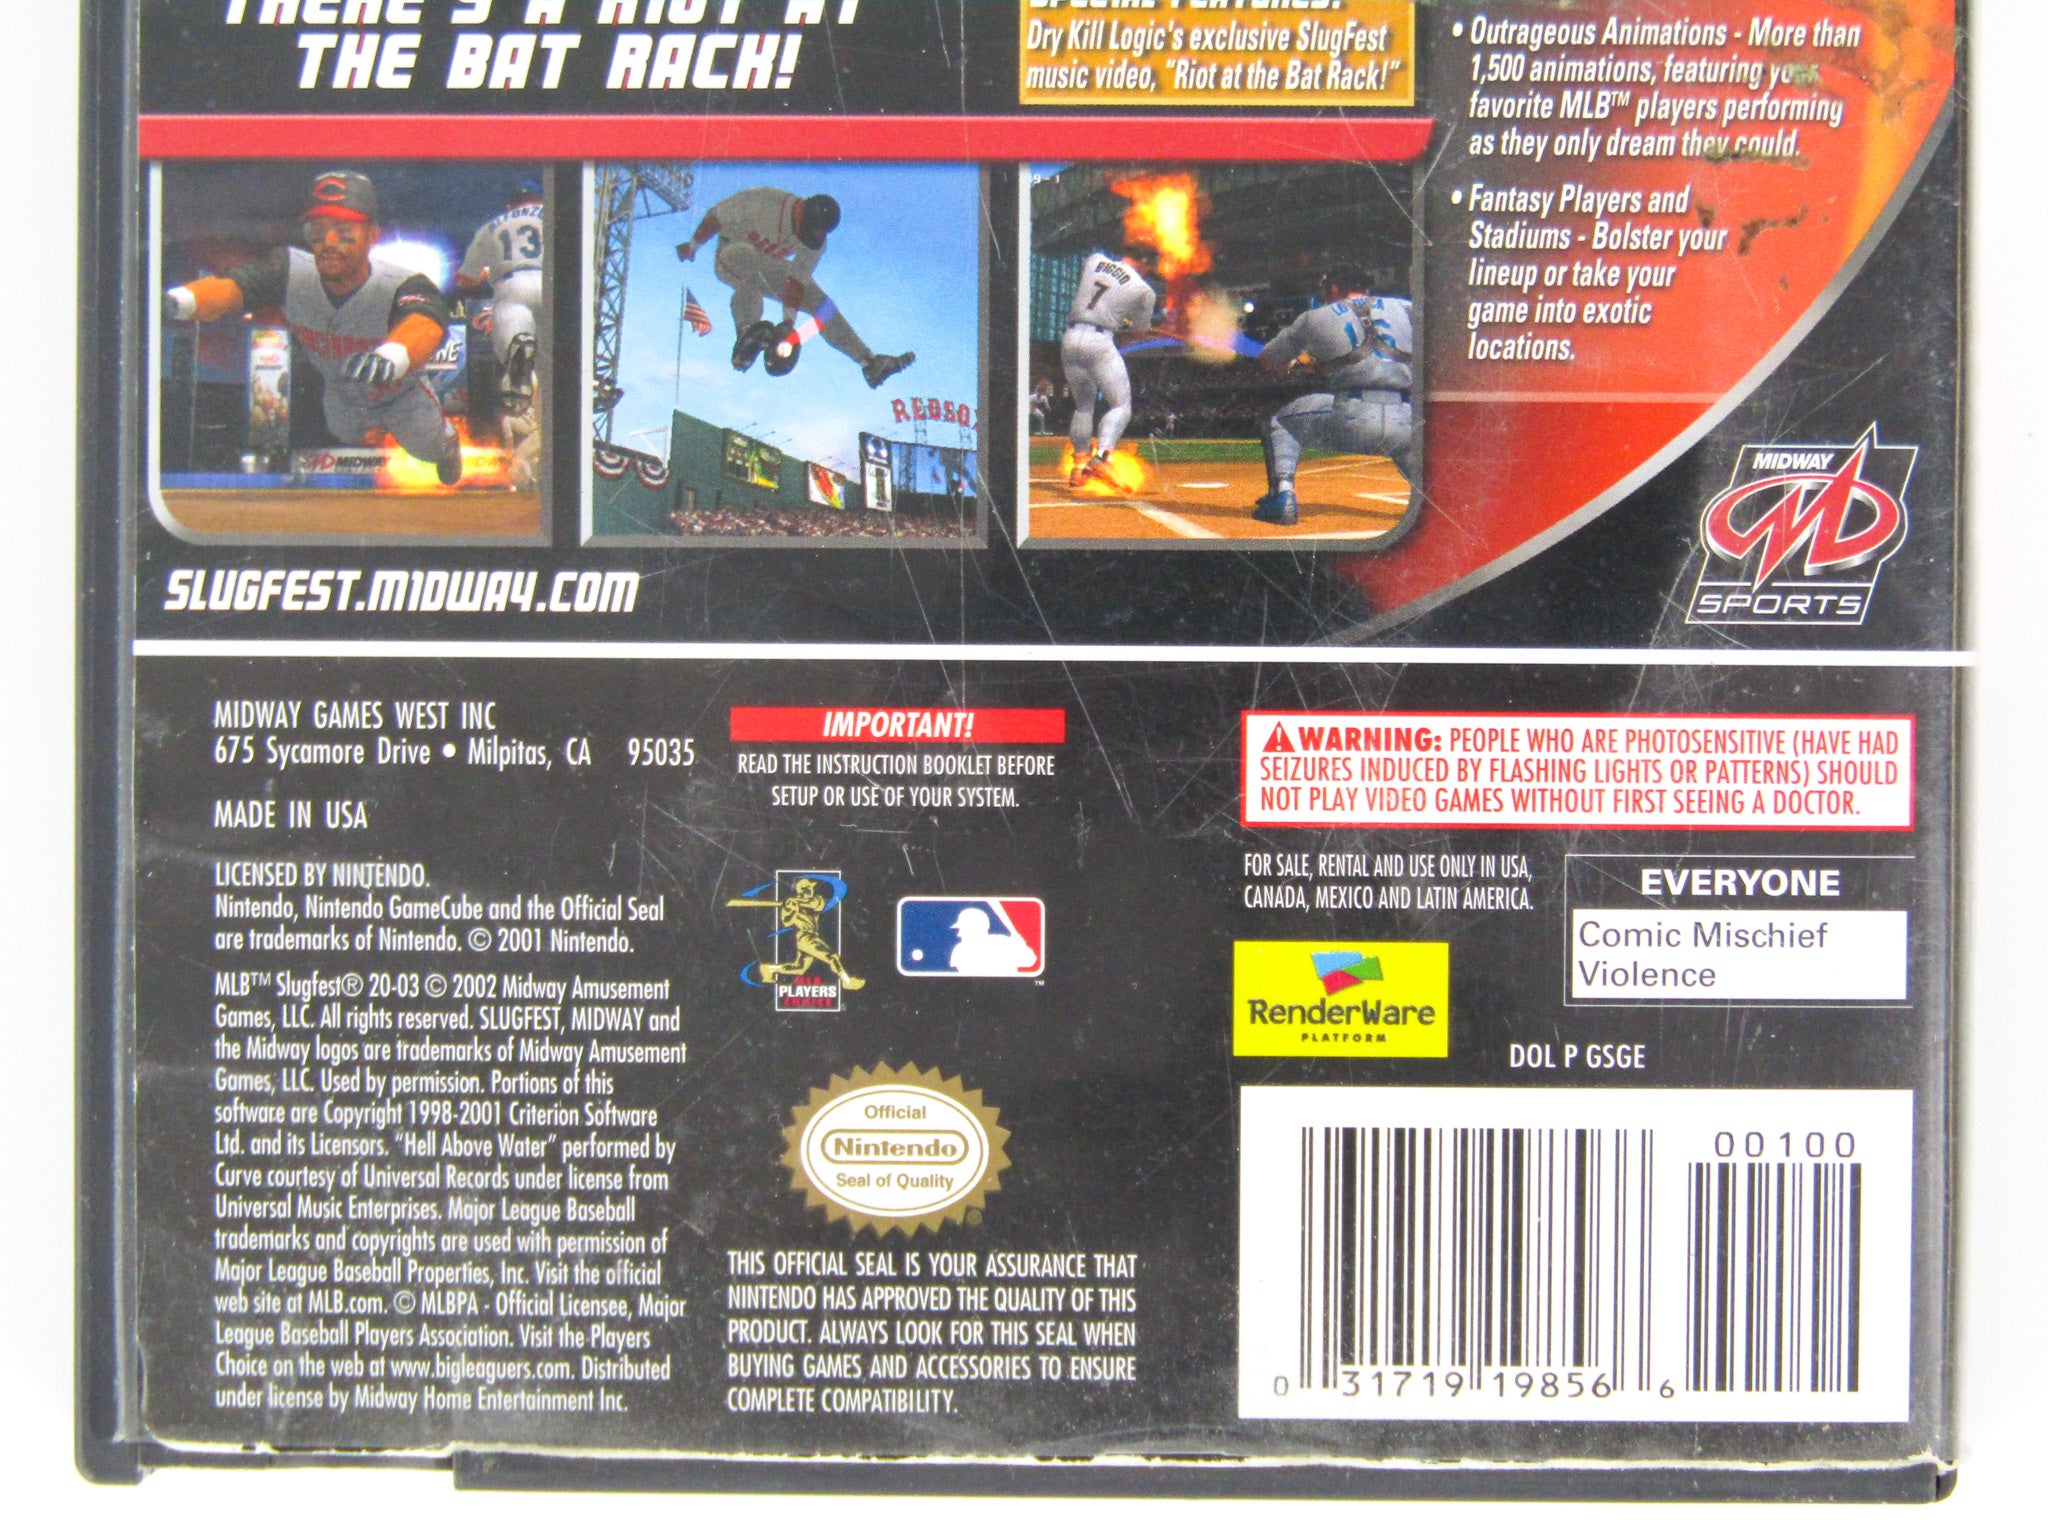 THERE'S A RIOT AT
THE BAT RACK!
SPECIAL FEATURES:
Dry Kill Logic's exclusive SlugFest
music video, "Riot at the Bat Rack!"
• Outrageous Animations - More than
1,500 animations, featuring your
favorite MLB™ players performing
as they only dream they could.
• Fantasy Players and
Stadiums - Bolster your
lineup or take your
game into exotic
locations.
13
MIDWAY
REDSO
BIGGIO
7
MIDWAY
SPORTS
SLUGFEST.MIDWAY.COM
MIDWAY GAMES WEST INC
675 Sycamore Drive • Milpitas, CA 95035
MADE IN USA
LICENSED BY NINTENDO.
Nintendo, Nintendo GameCube and the Official Seal
are trademarks of Nintendo. © 2001 Nintendo.
MLB™ Slugfest® 20-03 © 2002 Midway Amusement
Games, LLC. All rights reserved. SLUGFEST, MIDWAY and
the Midway logos are trademarks of Midway Amusement
Games, LLC. Used by permission. Portions of this
software are Copyright 1998-2001 Criterion Software
Ltd. and its Licensors. "Hell Above Water" performed by
Curve courtesy of Universal Records under license from
Universal Music Enterprises. Major League Baseball
trademarks and copyrights are used with permission of
Major League Baseball Properties, Inc. Visit the official
web site at MLB.com. © MLBPA - Official Licensee, Major
League Baseball Players Association. Visit the Players
Choice on the web at www.bigleaguers.com. Distributed
under license by Midway Home Entertainment Inc.
IMPORTANT!
READ THE INSTRUCTION BOOKLET BEFORE
SETUP OR USE OF YOUR SYSTEM.
PLAYERS
CHOICE
Official
Nintendo
Seal of Quality
THIS OFFICIAL SEAL IS YOUR ASSURANCE THAT
NINTENDO HAS APPROVED THE QUALITY OF THIS
PRODUCT. ALWAYS LOOK FOR THIS SEAL WHEN
BUYING GAMES AND ACCESSORIES TO ENSURE
COMPLETE COMPATIBILITY.
WARNING: PEOPLE WHO ARE PHOTOSENSITIVE (HAVE HAD
SEIZURES INDUCED BY FLASHING LIGHTS OR PATTERNS) SHOULD
NOT PLAY VIDEO GAMES WITHOUT FIRST SEEING A DOCTOR.
FOR SALE, RENTAL AND USE ONLY IN USA,
CANADA, MEXICO AND LATIN AMERICA.
EVERYONE
Comic Mischief
Violence
RenderWare
PLATFORM
DOL P GSGE
00100
0 31719 19856 6